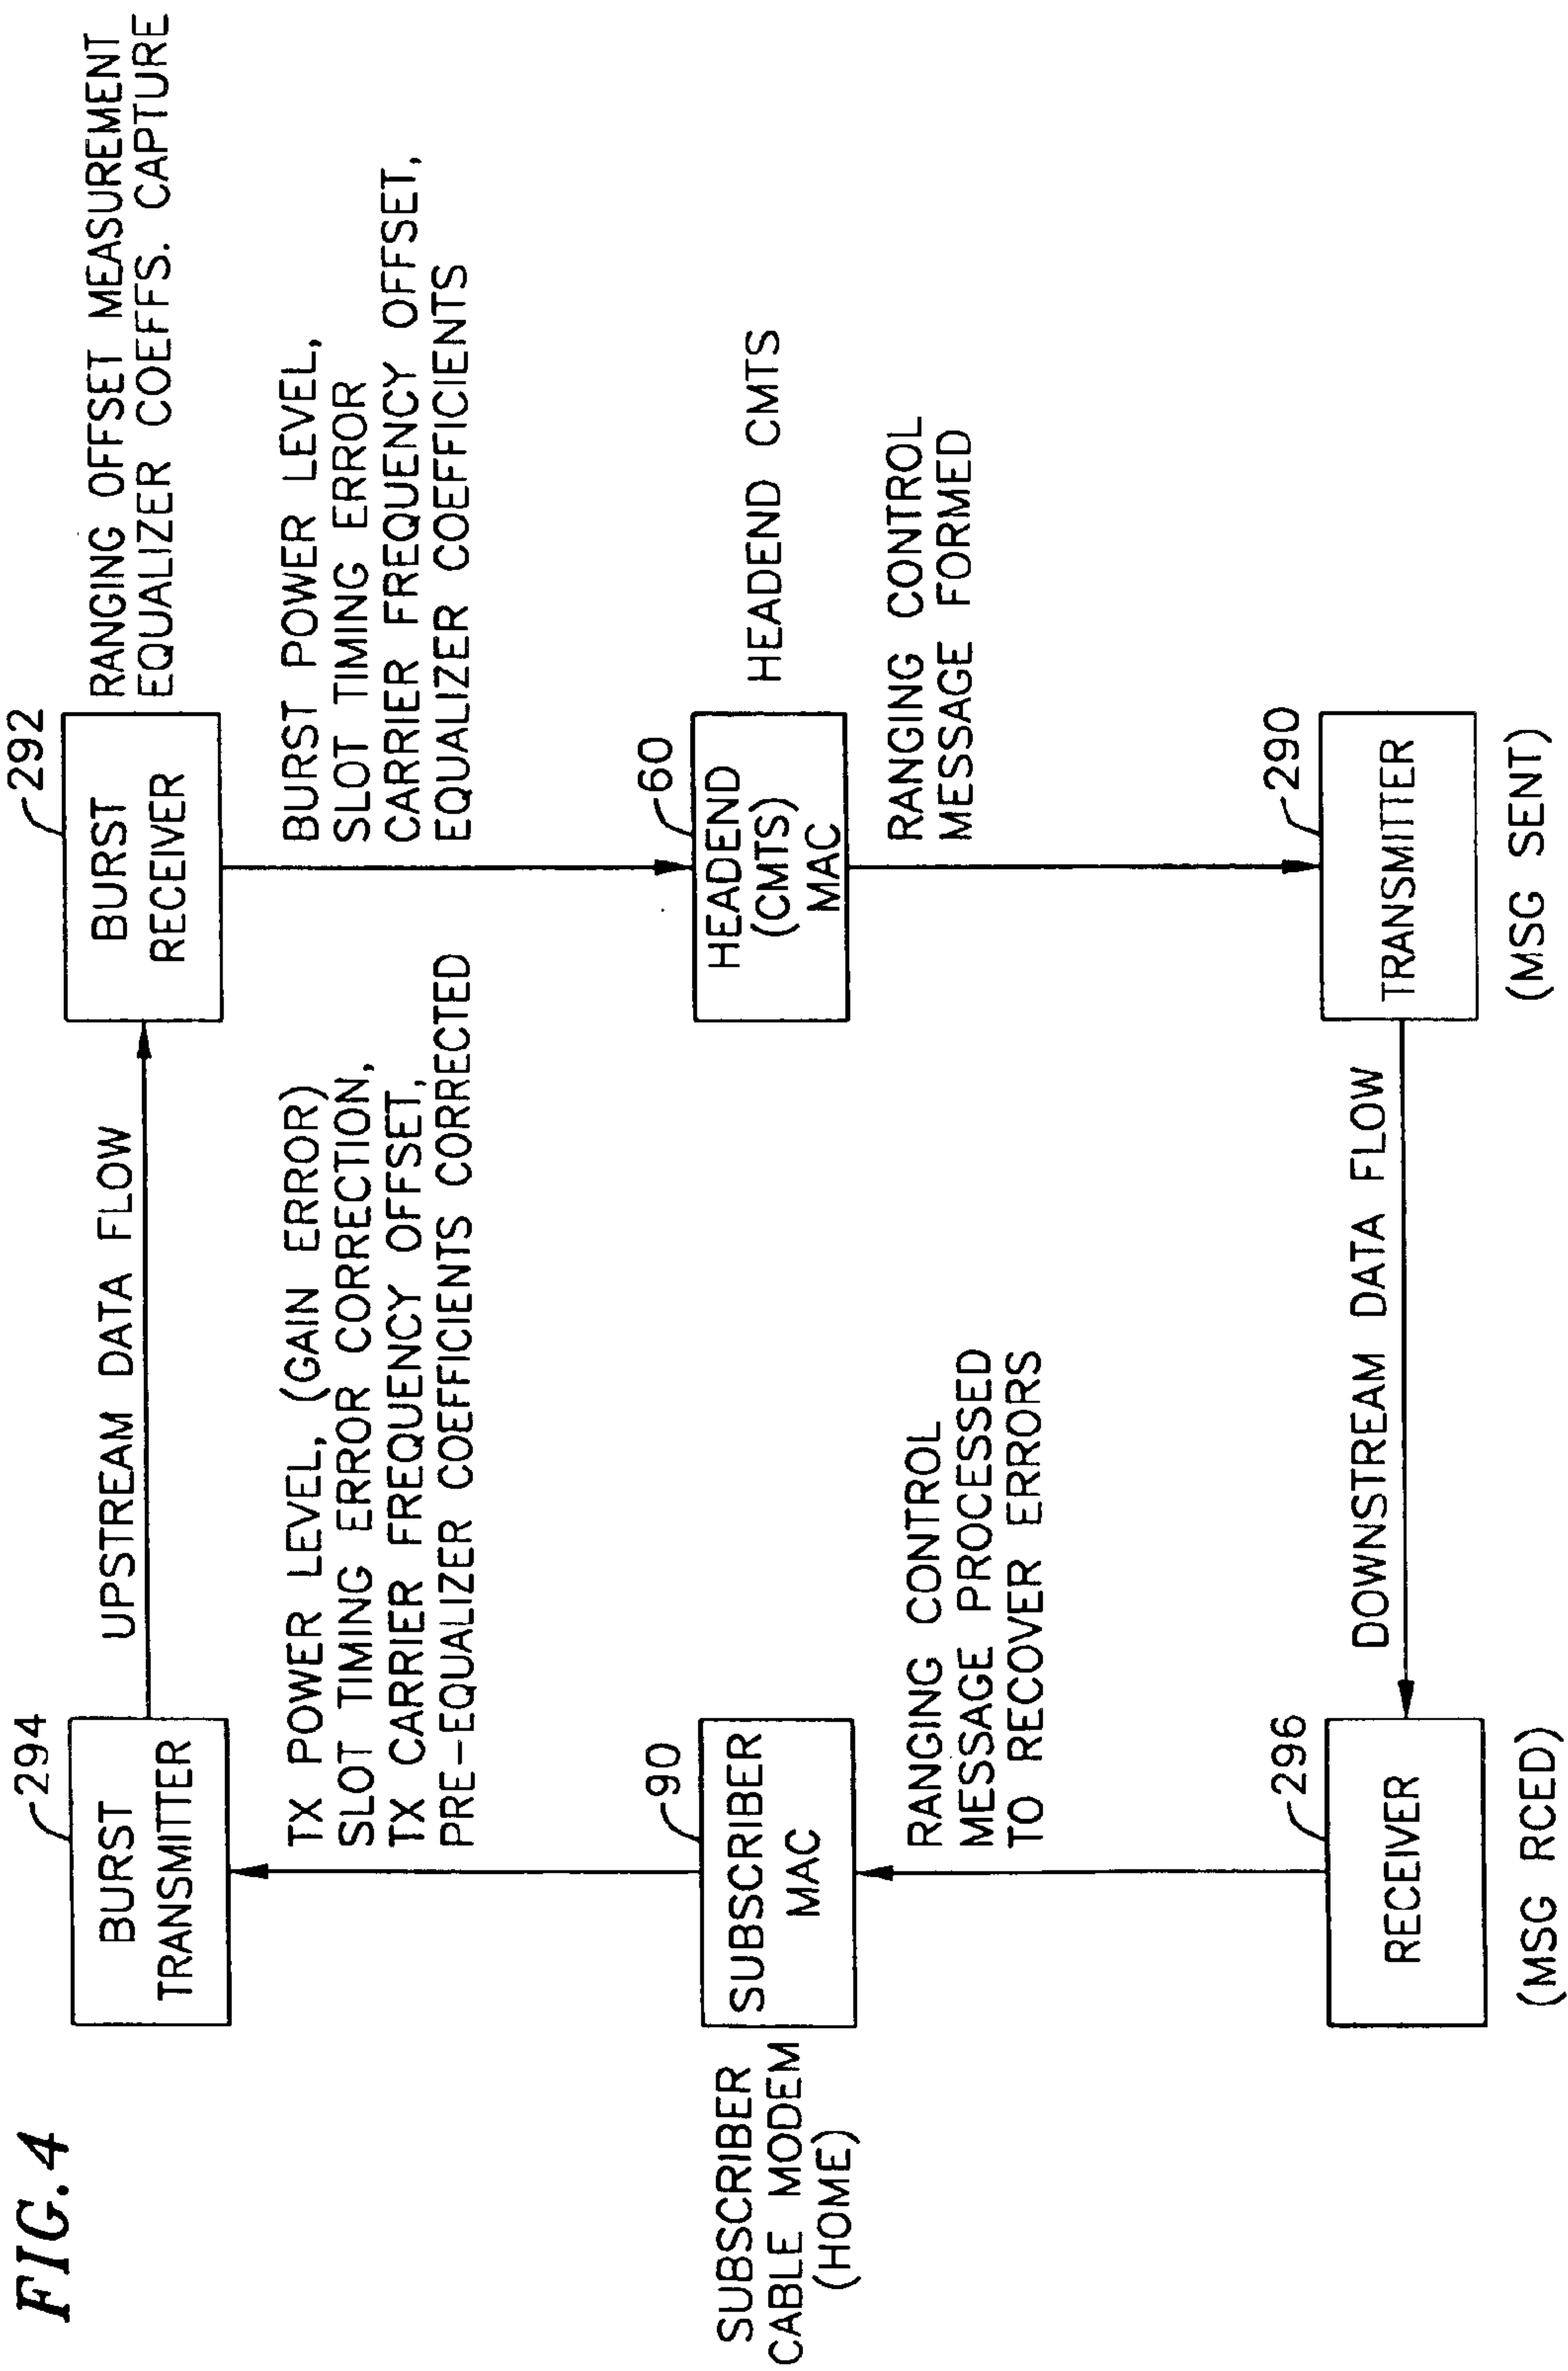 FIG. 4
294
BURST
TRANSMITTER
UPSTREAM DATA FLOW
292
BURST
RECEIVER
RANGING OFFSET MEASUREMENT
EQUALIZER COEFFS. CAPTURE
TX POWER LEVEL, (GAIN ERROR)
SLOT TIMING ERROR CORRECTION,
TX CARRIER FREQUENCY OFFSET,
PRE-EQUALIZER COEFFICIENTS CORRECTED
BURST POWER LEVEL,
SLOT TIMING ERROR
CARRIER FREQUENCY OFFSET,
EQUALIZER COEFFICIENTS
SUBSCRIBER
CABLE MODEM
(HOME)
90
SUBSCRIBER
MAC
60
HEADEND
(CMTS)
MAC
HEADEND CMTS
RANGING CONTROL
MESSAGE PROCESSED
TO RECOVER ERRORS
RANGING CONTROL
MESSAGE FORMED
296
RECEIVER
(MSG RCED)
DOWNSTREAM DATA FLOW
290
TRANSMITTER
(MSG SENT)